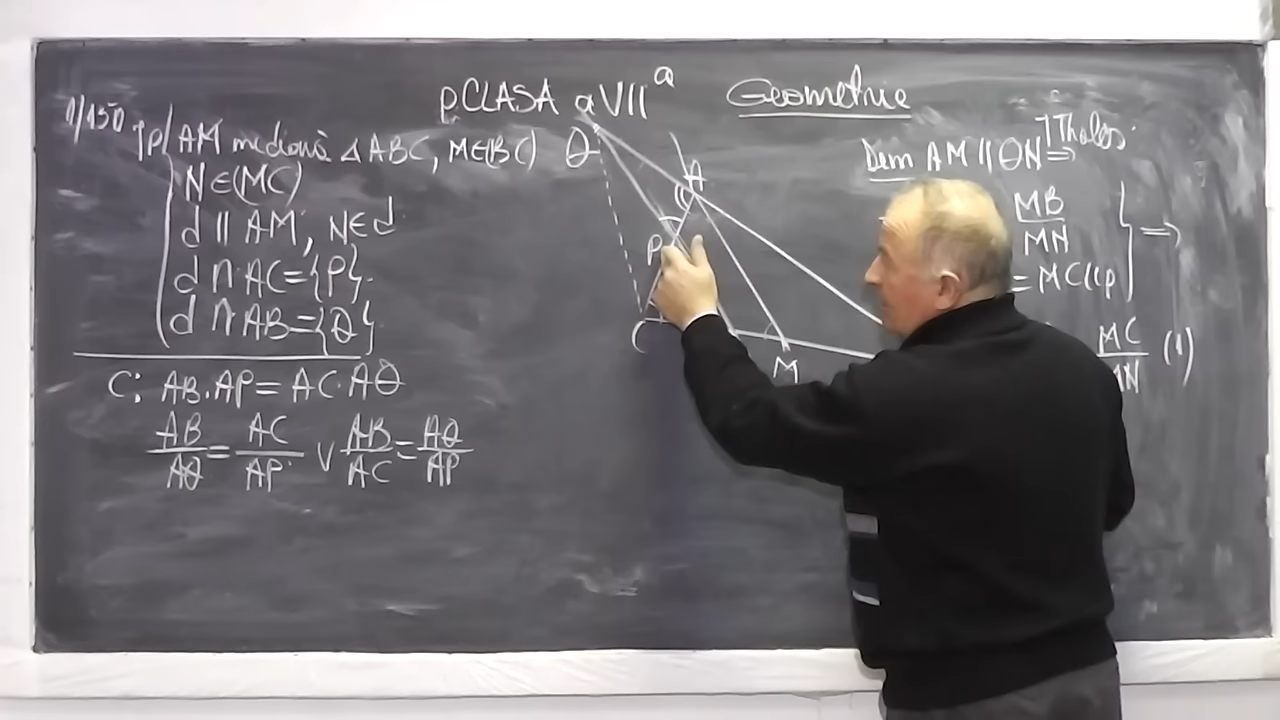 CLASA a VII a
Geometrie
1/150
Ip/ AM mediană △ABC, M∈(BC)
N∈(MC)
d ∥ AM, N∈d
d ∩ AC={P}
d ∩ AB={Q}
C: AB·AP=AC·AQ
AB/AQ = AC/AP ∨ AB/AC = AQ/AP
Q
A
P
C
M
Dem AM ∥ QN ⇒ T Thales
MB/MN
= MC (ip
} ⇒
MC/MN (1)